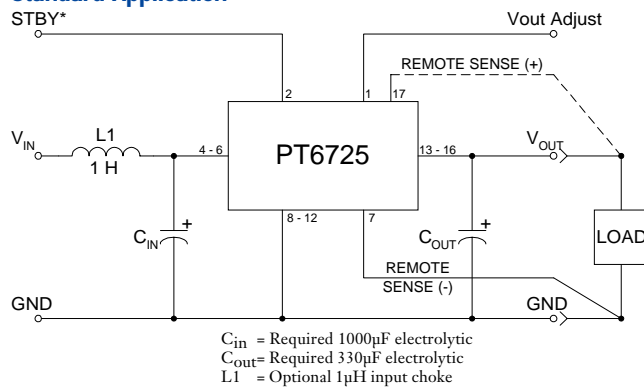 Standard Application
STBY*
Vout Adjust
REMOTE SENSE (+)
2
1
17
L1
VIN
1 H
4 - 6
PT6725
13 - 16
VOUT
8 - 12
7
CIN
+
COUT
+
LOAD
REMOTE
SENSE (-)
GND
GND
Cin = Required 1000µF electrolytic
Cout= Required 330µF electrolytic
L1 = Optional 1µH input choke